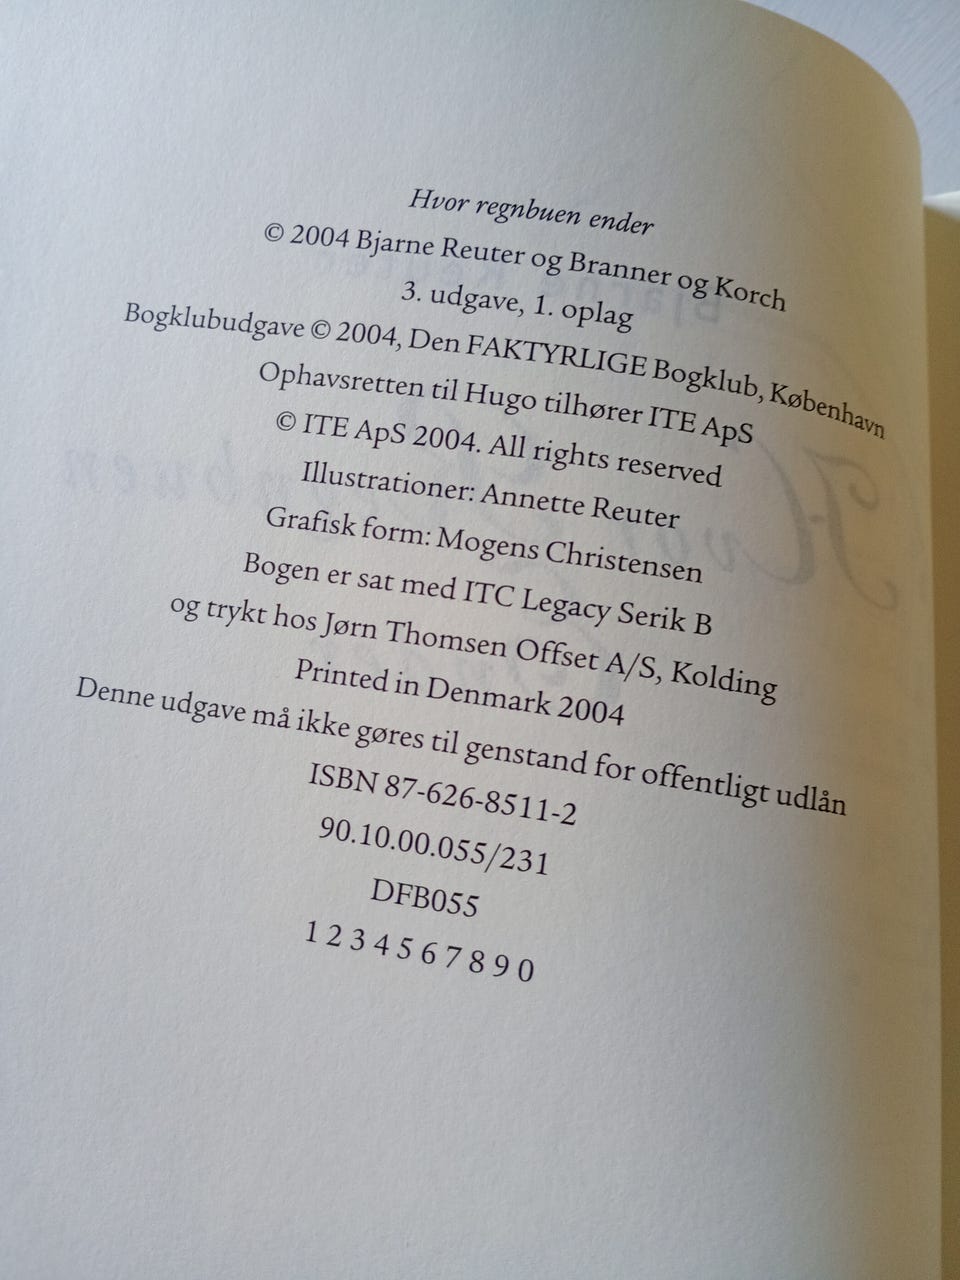 Hvor regnbuen ender
© 2004 Bjarne Reuter og Branner og Korch
3. udgave, 1. oplag
Bogklubudgave © 2004, Den FAKTYRLIGE Bogklub, København
Ophavsretten til Hugo tilhører ITE ApS
© ITE ApS 2004. All rights reserved
Illustrationer: Annette Reuter
Grafisk form: Mogens Christensen
Bogen er sat med ITC Legacy Serik B
og trykt hos Jørn Thomsen Offset A/S, Kolding
Printed in Denmark 2004
Denne udgave må ikke gøres til genstand for offentligt udlån
ISBN 87-626-8511-2
90.10.00.055/231
DFB055
1 2 3 4 5 6 7 8 9 0